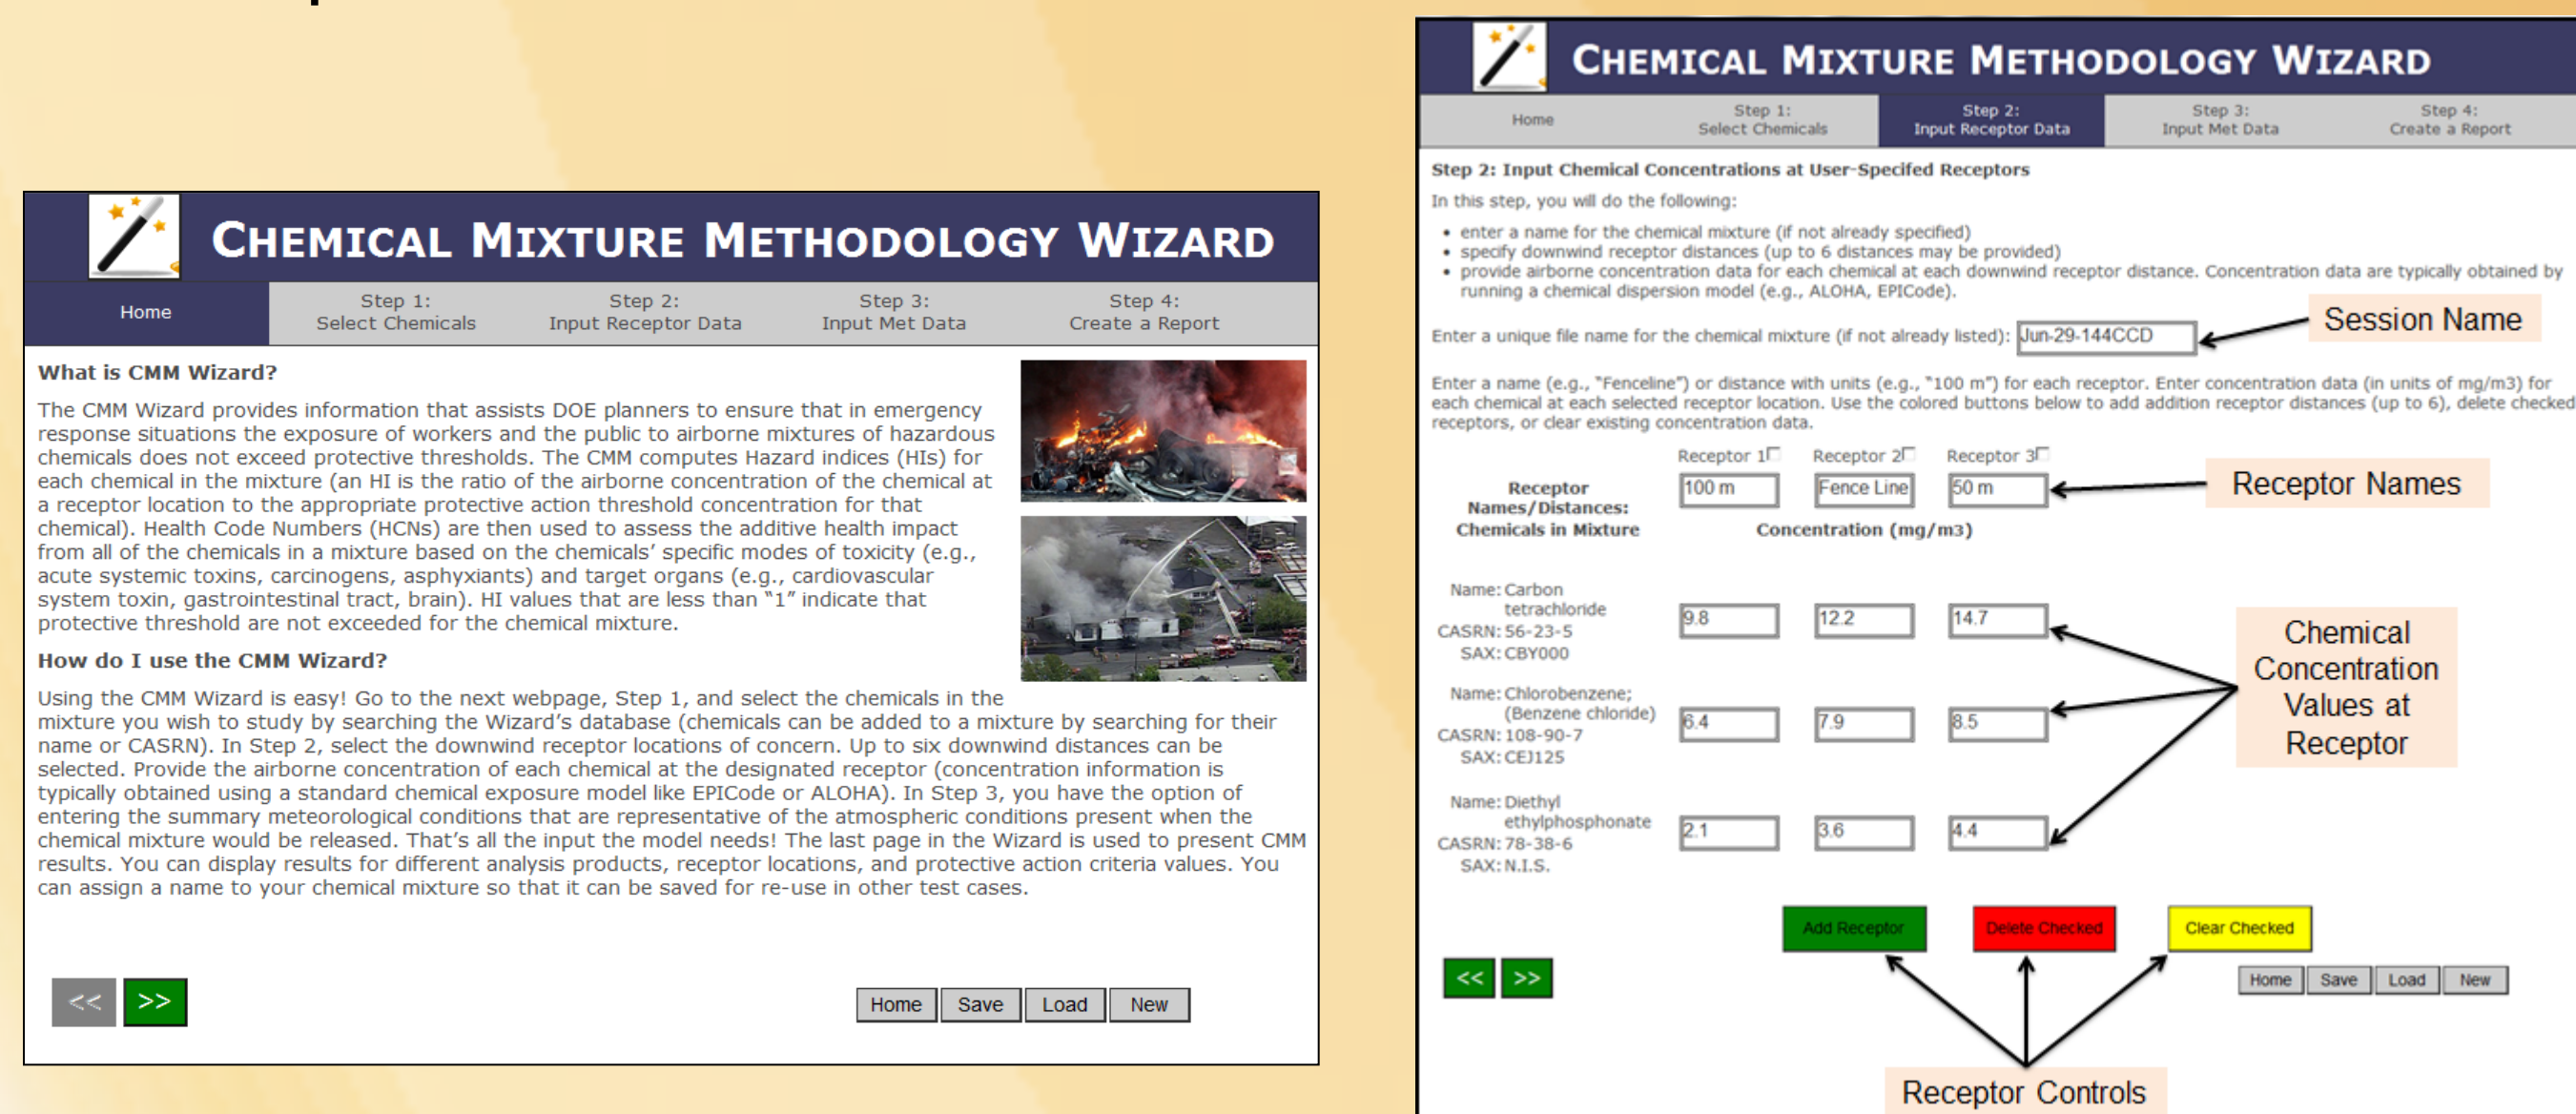 CHEMICAL MIXTURE METHODOLOGY WIZARD
Home
Step 1:
Select Chemicals
Step 2:
Input Receptor Data
Step 3:
Input Met Data
Step 4:
Create a Report
What is CMM Wizard?
The CMM Wizard provides information that assists DOE planners to ensure that in emergency
response situations the exposure of workers and the public to airborne mixtures of hazardous
chemicals does not exceed protective thresholds. The CMM computes Hazard indices (HIs) for
each chemical in the mixture (an HI is the ratio of the airborne concentration of the chemical at
a receptor location to the appropriate protective action threshold concentration for that
chemical). Health Code Numbers (HCNs) are then used to assess the additive health impact
from all of the chemicals in a mixture based on the chemicals' specific modes of toxicity (e.g.,
acute systemic toxins, carcinogens, asphyxiants) and target organs (e.g., cardiovascular
system toxin, gastrointestinal tract, brain). HI values that are less than "1" indicate that
protective threshold are not exceeded for the chemical mixture.
How do I use the CMM Wizard?
Using the CMM Wizard is easy! Go to the next webpage, Step 1, and select the chemicals in the
mixture you wish to study by searching the Wizard's database (chemicals can be added to a mixture by searching for their
name or CASRN). In Step 2, select the downwind receptor locations of concern. Up to six downwind distances can be
selected. Provide the airborne concentration of each chemical at the designated receptor (concentration information is
typically obtained using a standard chemical exposure model like EPICode or ALOHA). In Step 3, you have the option of
entering the summary meteorological conditions that are representative of the atmospheric conditions present when the
chemical mixture would be released. That's all the input the model needs! The last page in the Wizard is used to present CMM
results. You can display results for different analysis products, receptor locations, and protective action criteria values. You
can assign a name to your chemical mixture so that it can be saved for re-use in other test cases.
<< >>
Home Save Load New
CHEMICAL MIXTURE METHODOLOGY WIZARD
Home
Step 1:
Select Chemicals
Step 2:
Input Receptor Data
Step 3:
Input Met Data
Step 4:
Create a Report
Step 2: Input Chemical Concentrations at User-Specifed Receptors
In this step, you will do the following:
• enter a name for the chemical mixture (if not already specified)
• specify downwind receptor distances (up to 6 distances may be provided)
• provide airborne concentration data for each chemical at each downwind receptor distance. Concentration data are typically obtained by
running a chemical dispersion model (e.g., ALOHA, EPICode).
Enter a unique file name for the chemical mixture (if not already listed): Jun-29-144CCD
Session Name
Enter a name (e.g., "Fenceline") or distance with units (e.g., "100 m") for each receptor. Enter concentration data (in units of mg/m3) for
each chemical at each selected receptor location. Use the colored buttons below to add addition receptor distances (up to 6), delete checked
receptors, or clear existing concentration data.
Receptor 1 Receptor 2 Receptor 3
Receptor
Names/Distances:
100 m Fence Line 50 m
Receptor Names
Chemicals in Mixture Concentration (mg/m3)
Name: Carbon
tetrachloride
CASRN: 56-23-5
SAX: CBY000
9.8 12.2 14.7
Name: Chlorobenzene;
(Benzene chloride)
CASRN: 108-90-7
SAX: CEJ125
6.4 7.9 8.5
Name: Diethyl
ethylphosphonate
CASRN: 78-38-6
SAX: N.I.S.
2.1 3.6 4.4
Chemical
Concentration
Values at
Receptor
Add Receptor Delete Checked Clear Checked
<< >>
Home Save Load New
Receptor Controls